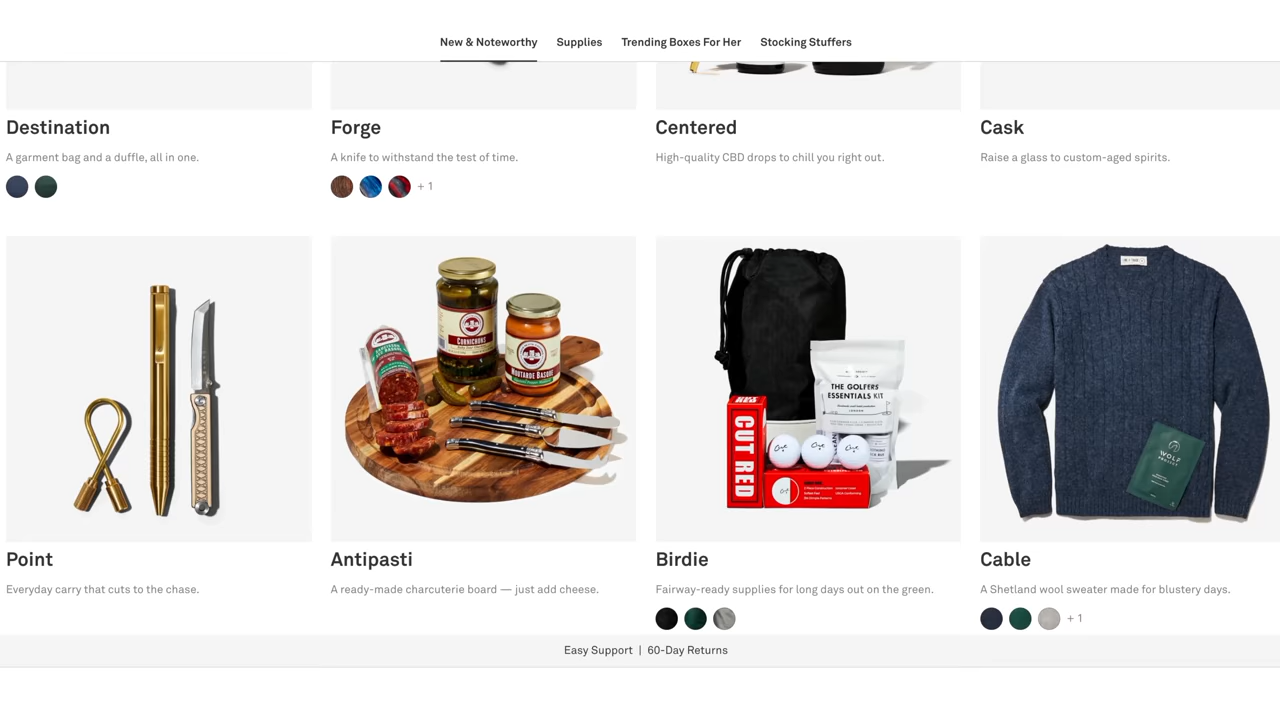 New & Noteworthy
Supplies
Trending Boxes For Her
Stocking Stuffers
Destination
A garment bag and a duffle, all in one.
Forge
A knife to withstand the test of time.
+ 1
Centered
High-quality CBD drops to chill you right out.
Cask
Raise a glass to custom-aged spirits.
CORNICHONS
MOUTARDE BASQUE
CUT RED
RED
THE GOLFERS
ESSENTIALS KIT
LONDON
Cut
WOLF
PROJECT
Point
Everyday carry that cuts to the chase.
Antipasti
A ready-made charcuterie board — just add cheese.
Birdie
Fairway-ready supplies for long days out on the green.
Cable
A Shetland wool sweater made for blustery days.
+ 1
Easy Support | 60-Day Returns